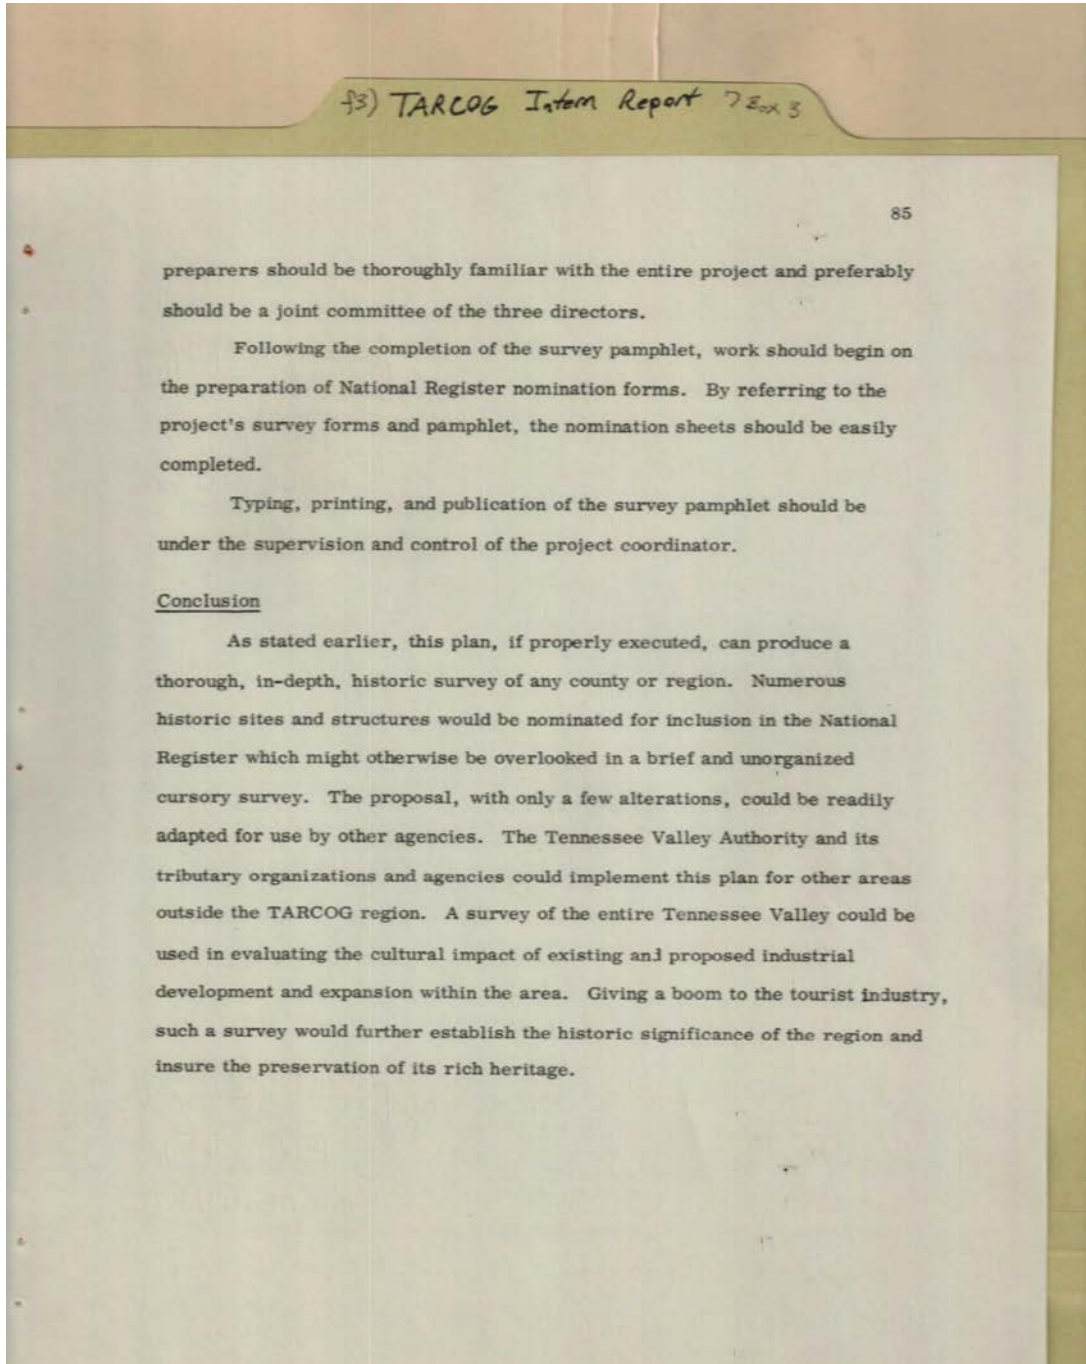 f3) TARCOG Intern Report Box 3
85
preparers should be thoroughly familiar with the entire project and preferably
should be a joint committee of the three directors.
Following the completion of the survey pamphlet, work should begin on
the preparation of National Register nomination forms. By referring to the
project's survey forms and pamphlet, the nomination sheets should be easily
completed.
Typing, printing, and publication of the survey pamphlet should be
under the supervision and control of the project coordinator.
Conclusion
As stated earlier, this plan, if properly executed, can produce a
thorough, in-depth, historic survey of any county or region. Numerous
historic sites and structures would be nominated for inclusion in the National
Register which might otherwise be overlooked in a brief and unorganized
cursory survey. The proposal, with only a few alterations, could be readily
adapted for use by other agencies. The Tennessee Valley Authority and its
tributary organizations and agencies could implement this plan for other areas
outside the TARCOG region. A survey of the entire Tennessee Valley could be
used in evaluating the cultural impact of existing and proposed industrial
development and expansion within the area. Giving a boom to the tourist industry,
such a survey would further establish the historic significance of the region and
insure the preservation of its rich heritage.